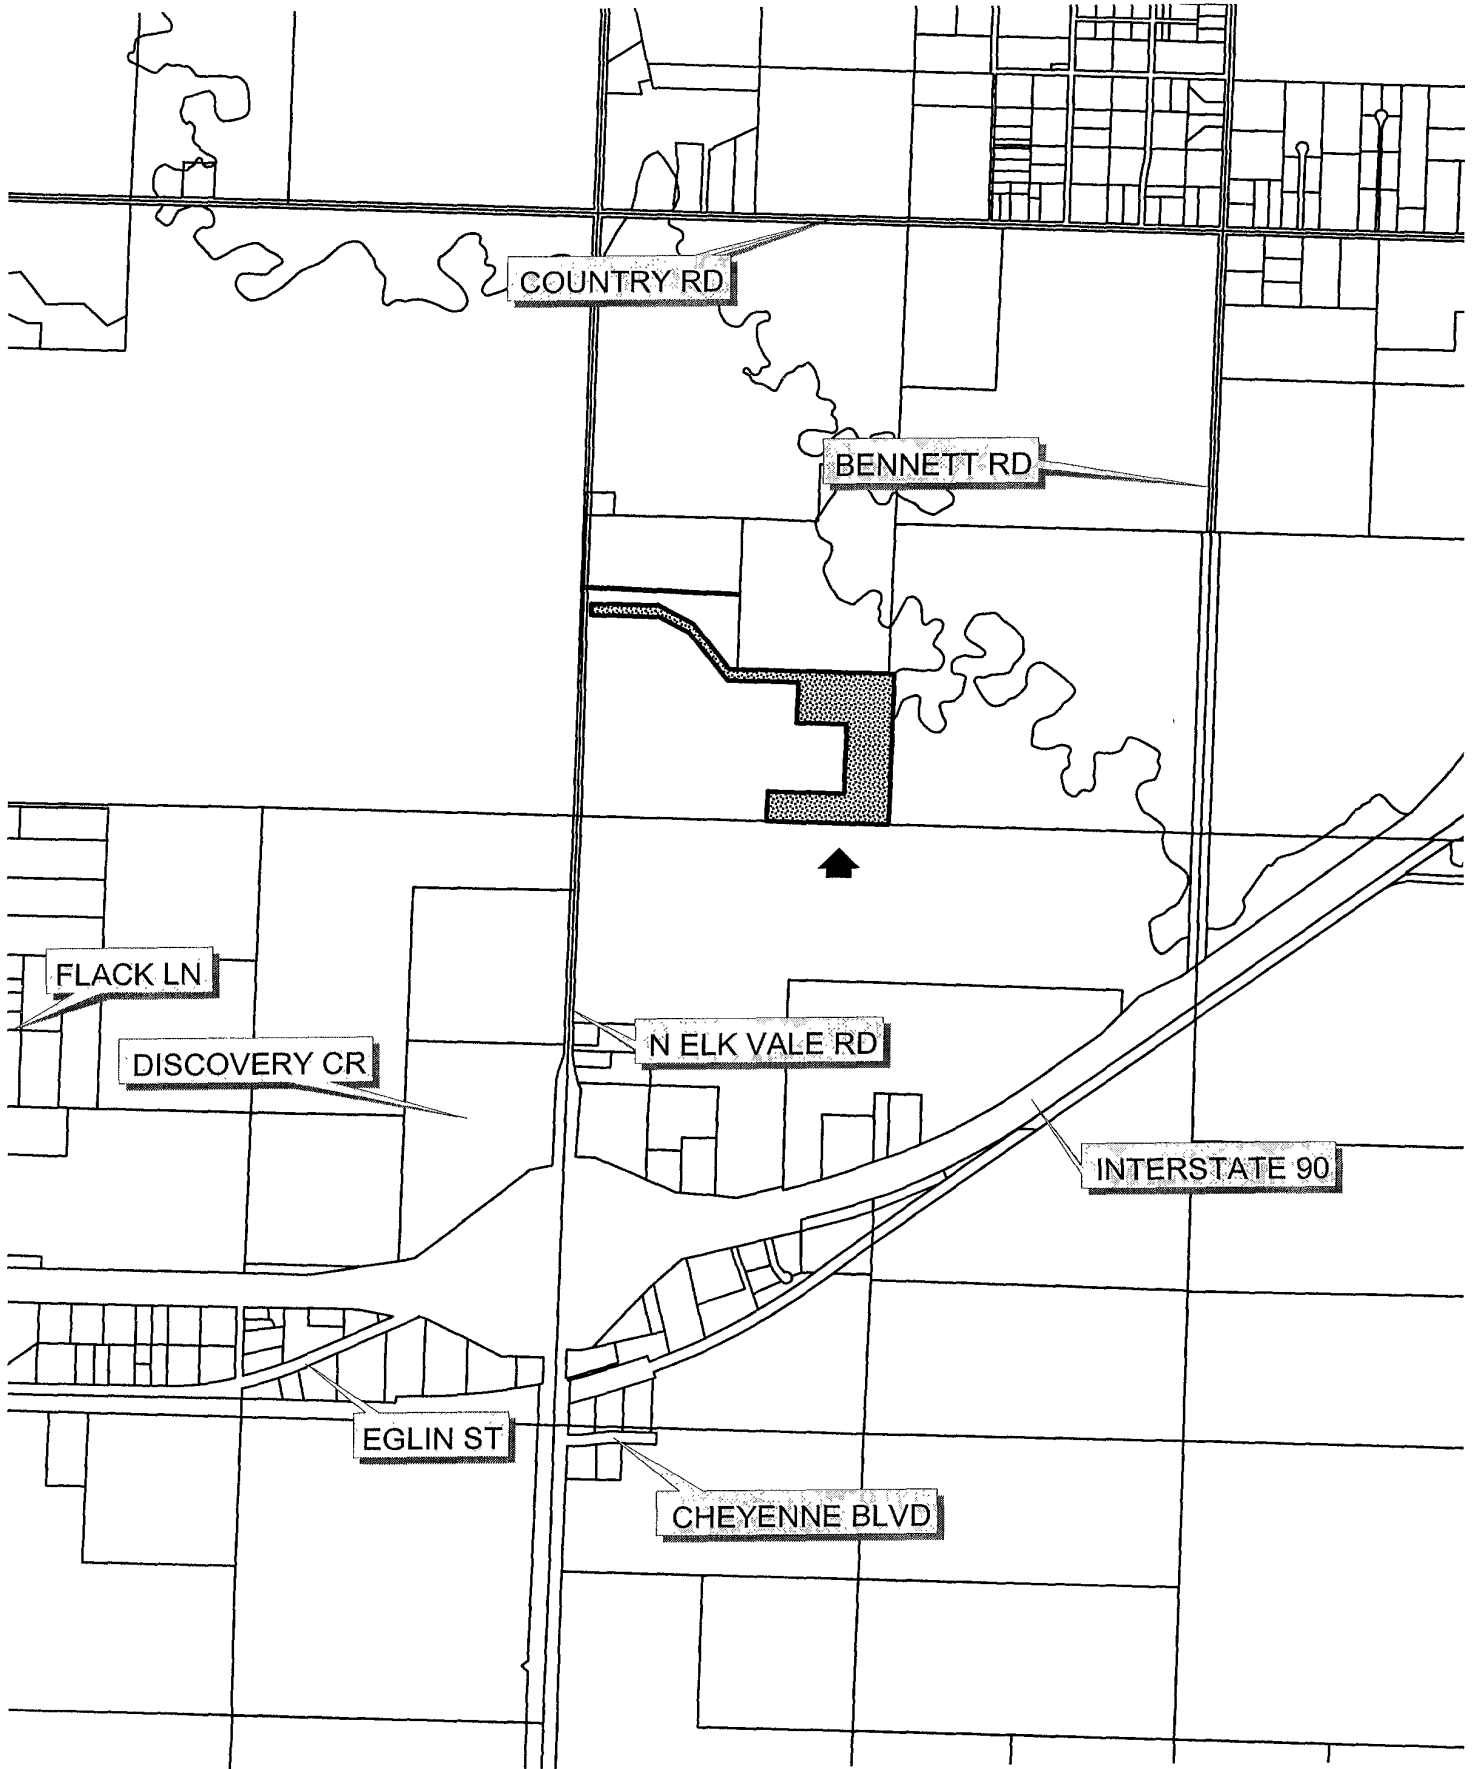 COUNTRY RD
BENNETT RD
FLACK LN
N ELK VALE RD
DISCOVERY CR
INTERSTATE 90
EGLIN ST
CHEYENNE BLVD